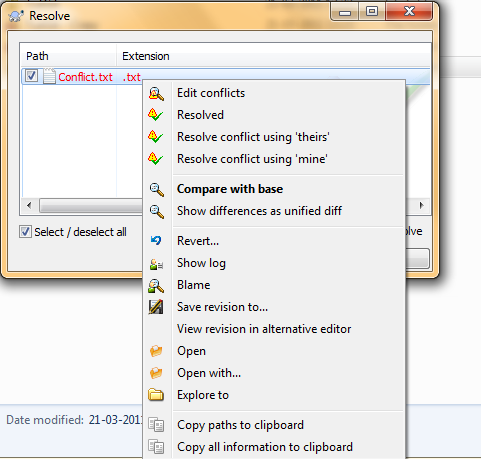 Resolve
Path Extension
Conflict.txt .txt
Edit conflicts
Resolved
Resolve conflict using 'theirs'
Resolve conflict using 'mine'
Compare with base
Show differences as unified diff
Select / deselect all
Revert...
Show log
Blame
Save revision to...
View revision in alternative editor
Open
Open with...
Explore to
Date modified: 21-03-201
Copy paths to clipboard
Copy all information to clipboard